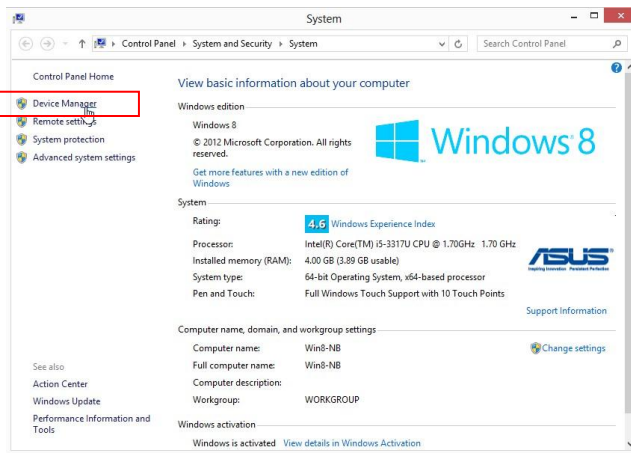 System
Control Panel ▸ System and Security ▸ System
Search Control Panel
Control Panel Home
Device Manager
Remote settings
System protection
Advanced system settings
See also
Action Center
Windows Update
Performance Information and
Tools
View basic information about your computer
Windows edition
Windows 8
© 2012 Microsoft Corporation. All rights
reserved.
Get more features with a new edition of
Windows
Windows 8
System
Rating: 4.6 Windows Experience Index
Processor: Intel(R) Core(TM) i5-3317U CPU @ 1.70GHz 1.70 GHz
Installed memory (RAM): 4.00 GB (3.89 GB usable)
System type: 64-bit Operating System, x64-based processor
Pen and Touch: Full Windows Touch Support with 10 Touch Points
ASUS
Inspiring Innovation Persistent Perfection
Support Information
Computer name, domain, and workgroup settings
Computer name: Win8-NB
Change settings
Full computer name: Win8-NB
Computer description:
Workgroup: WORKGROUP
Windows activation
Windows is activated View details in Windows Activation